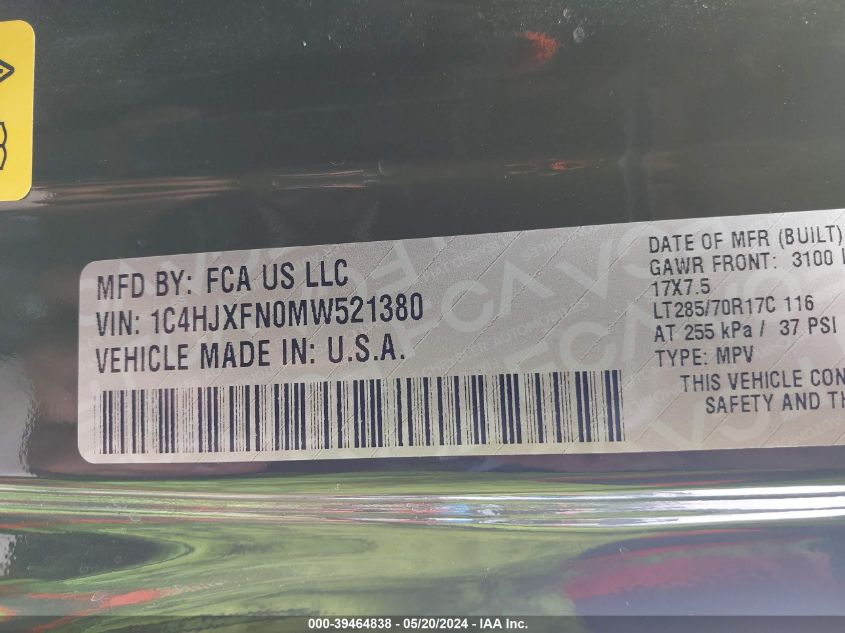 MFD BY: FCA US LLC
VIN: 1C4HJXFN0MW521380
VEHICLE MADE IN: U.S.A.
DATE OF MFR (BUILT)
GAWR FRONT: 3100
17X7.5
LT285/70R17C 116
AT 255 kPa / 37 PSI
TYPE: MPV
THIS VEHICLE CON
SAFETY AND TH
000-39464838 - 05/20/2024 - IAA Inc.